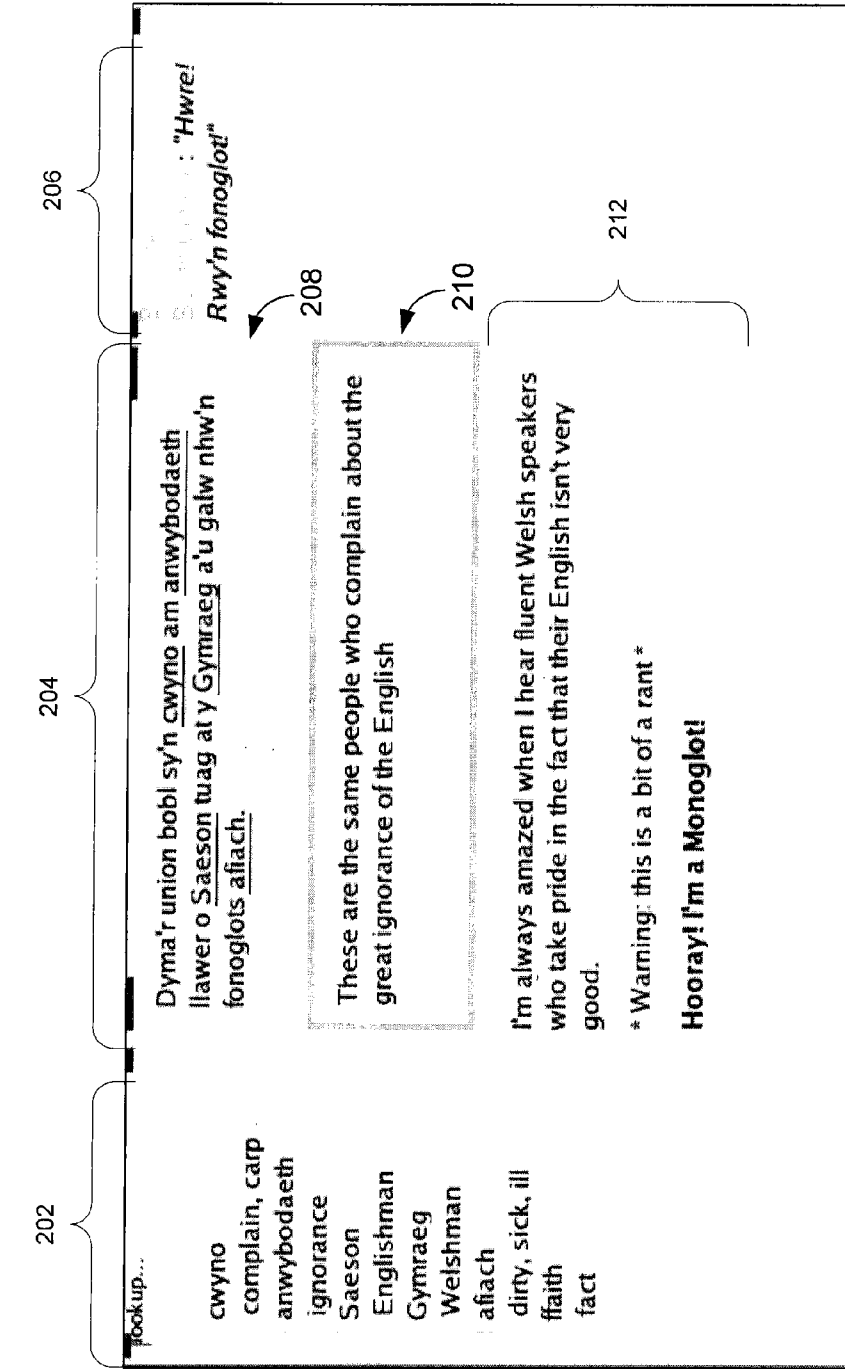 202
204
206
lookup...
cwyno
complain, carp
anwybodaeth
ignorance
Saeson
Englishman
Gymraeg
Welshman
afiach
dirty, sick, ill
ffaith
fact
Dyma'r union bobl sy'n cwyno am anwybodaeth
llawer o Saeson tuag at y Gymraeg a'u galw nhw'n
fonoglots afiach.
208
These are the same people who complain about the
great ignorance of the English
210
I'm always amazed when I hear fluent Welsh speakers
who take pride in the fact that their English isn't very
good.
* Warning: this is a bit of a rant *
Hooray! I'm a Monoglot!
212
: "Hwre!
Rwy'n fonoglot!"